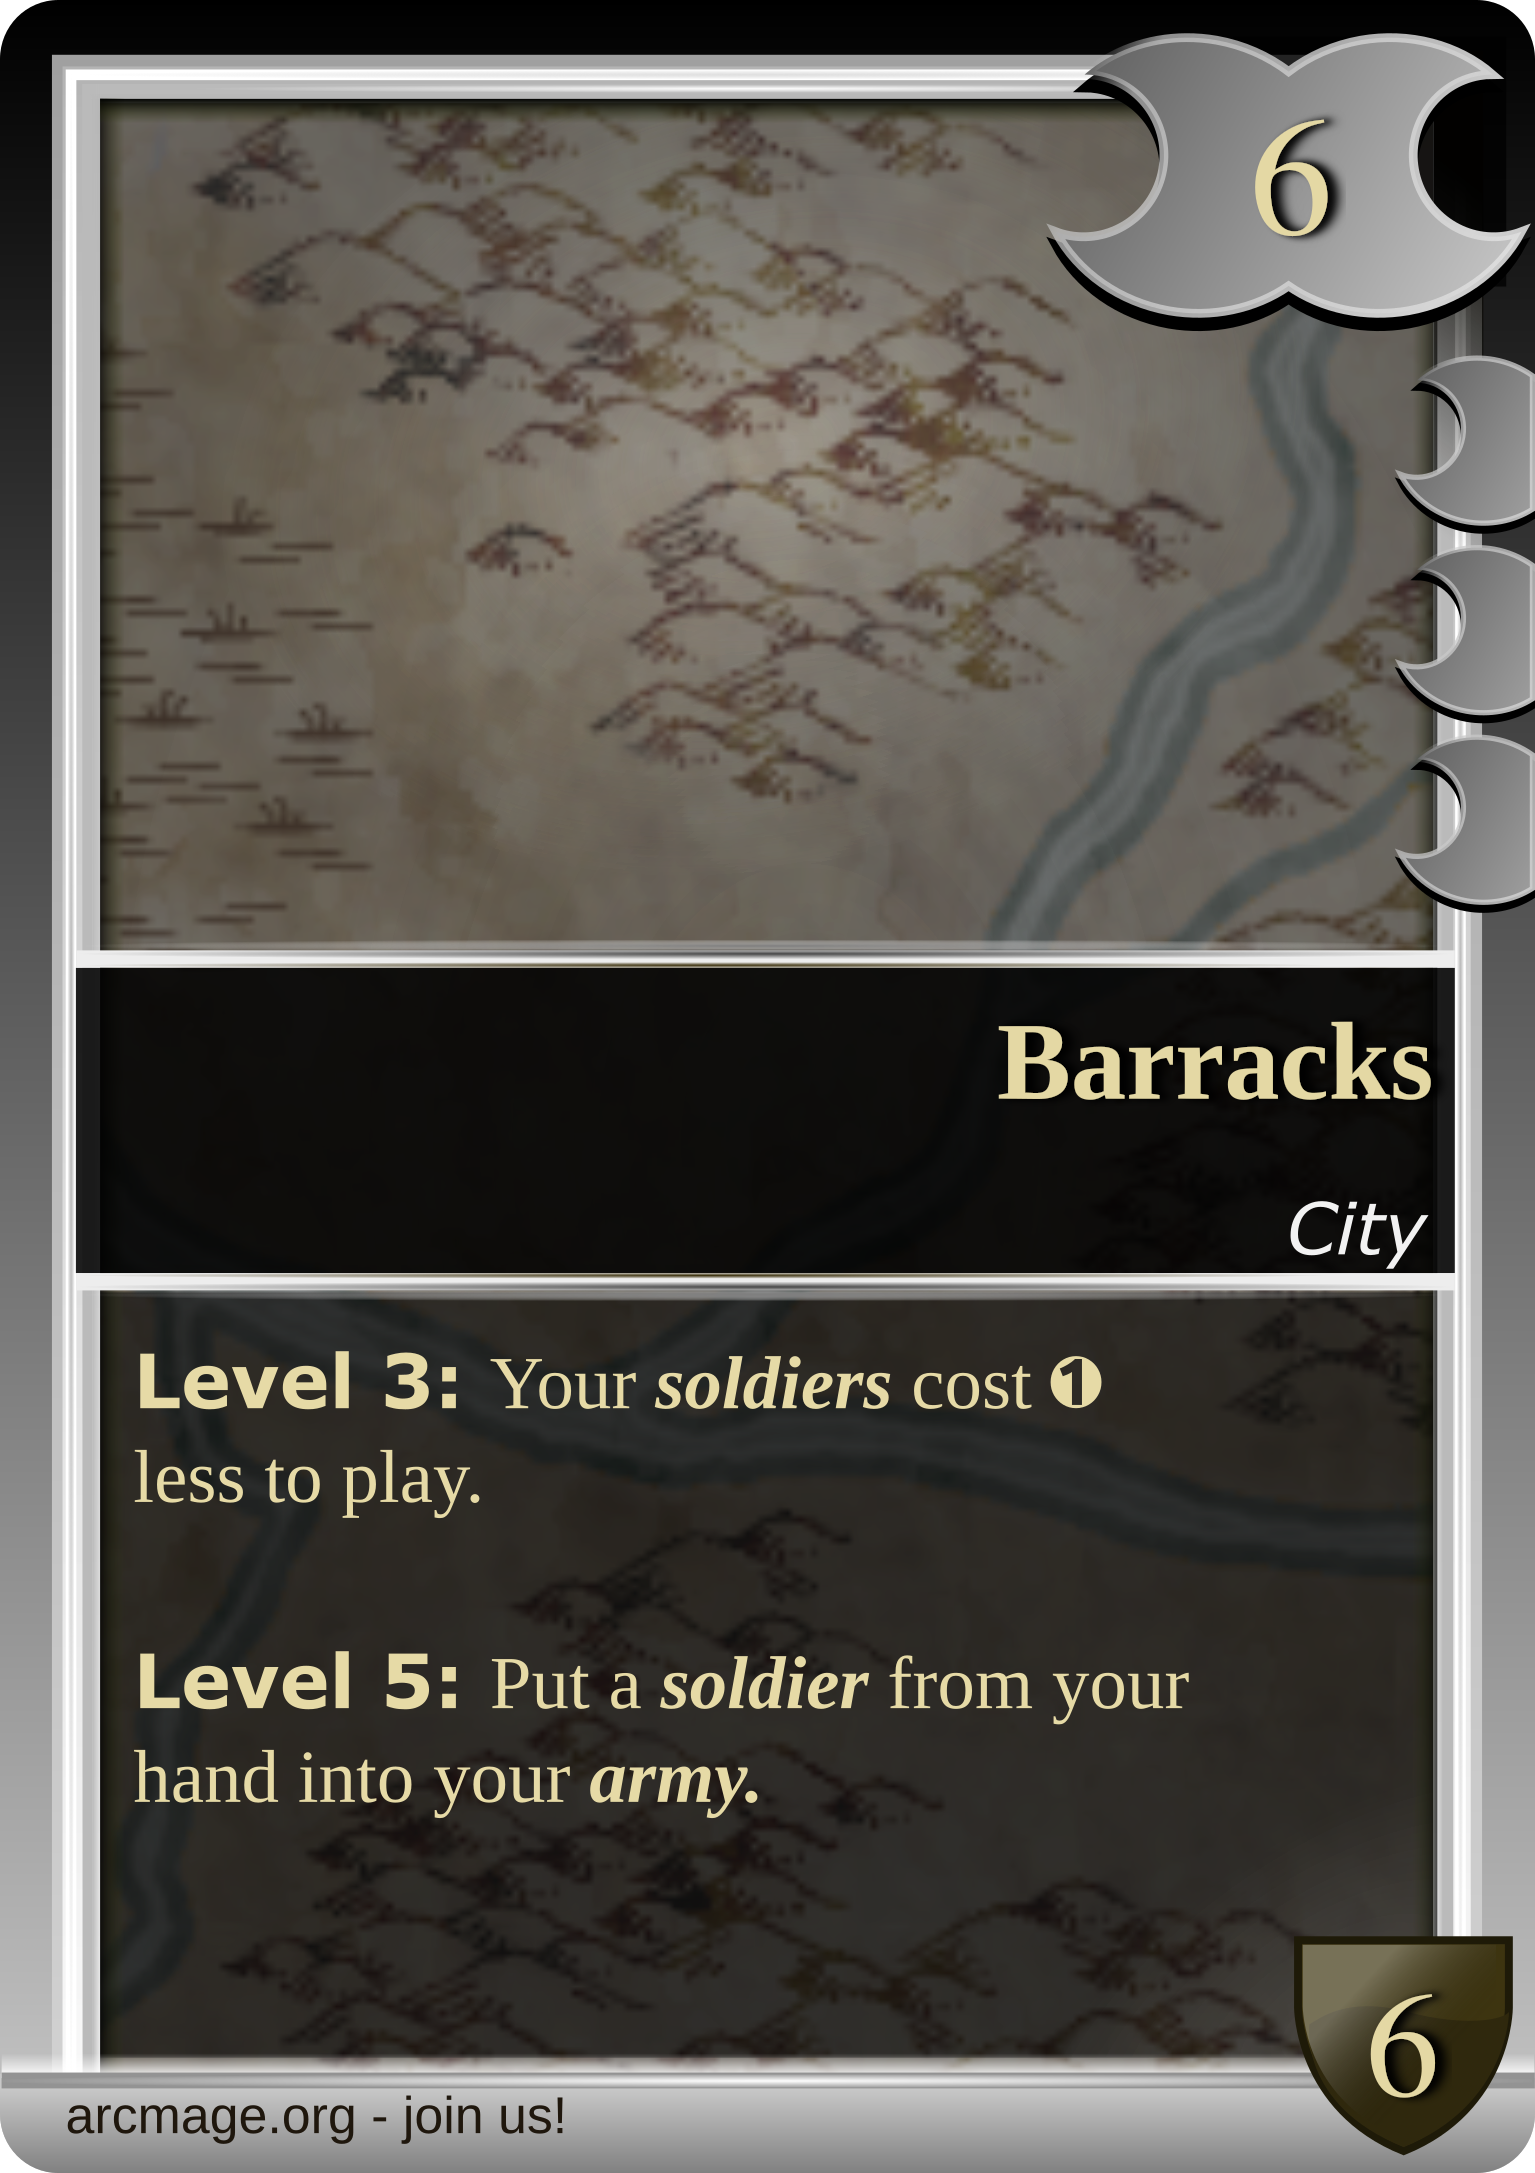 6
Barracks
City
Level 3: Your soldiers cost ❶
less to play.
Level 5: Put a soldier from your
hand into your army.
6
arcmage.org - join us!